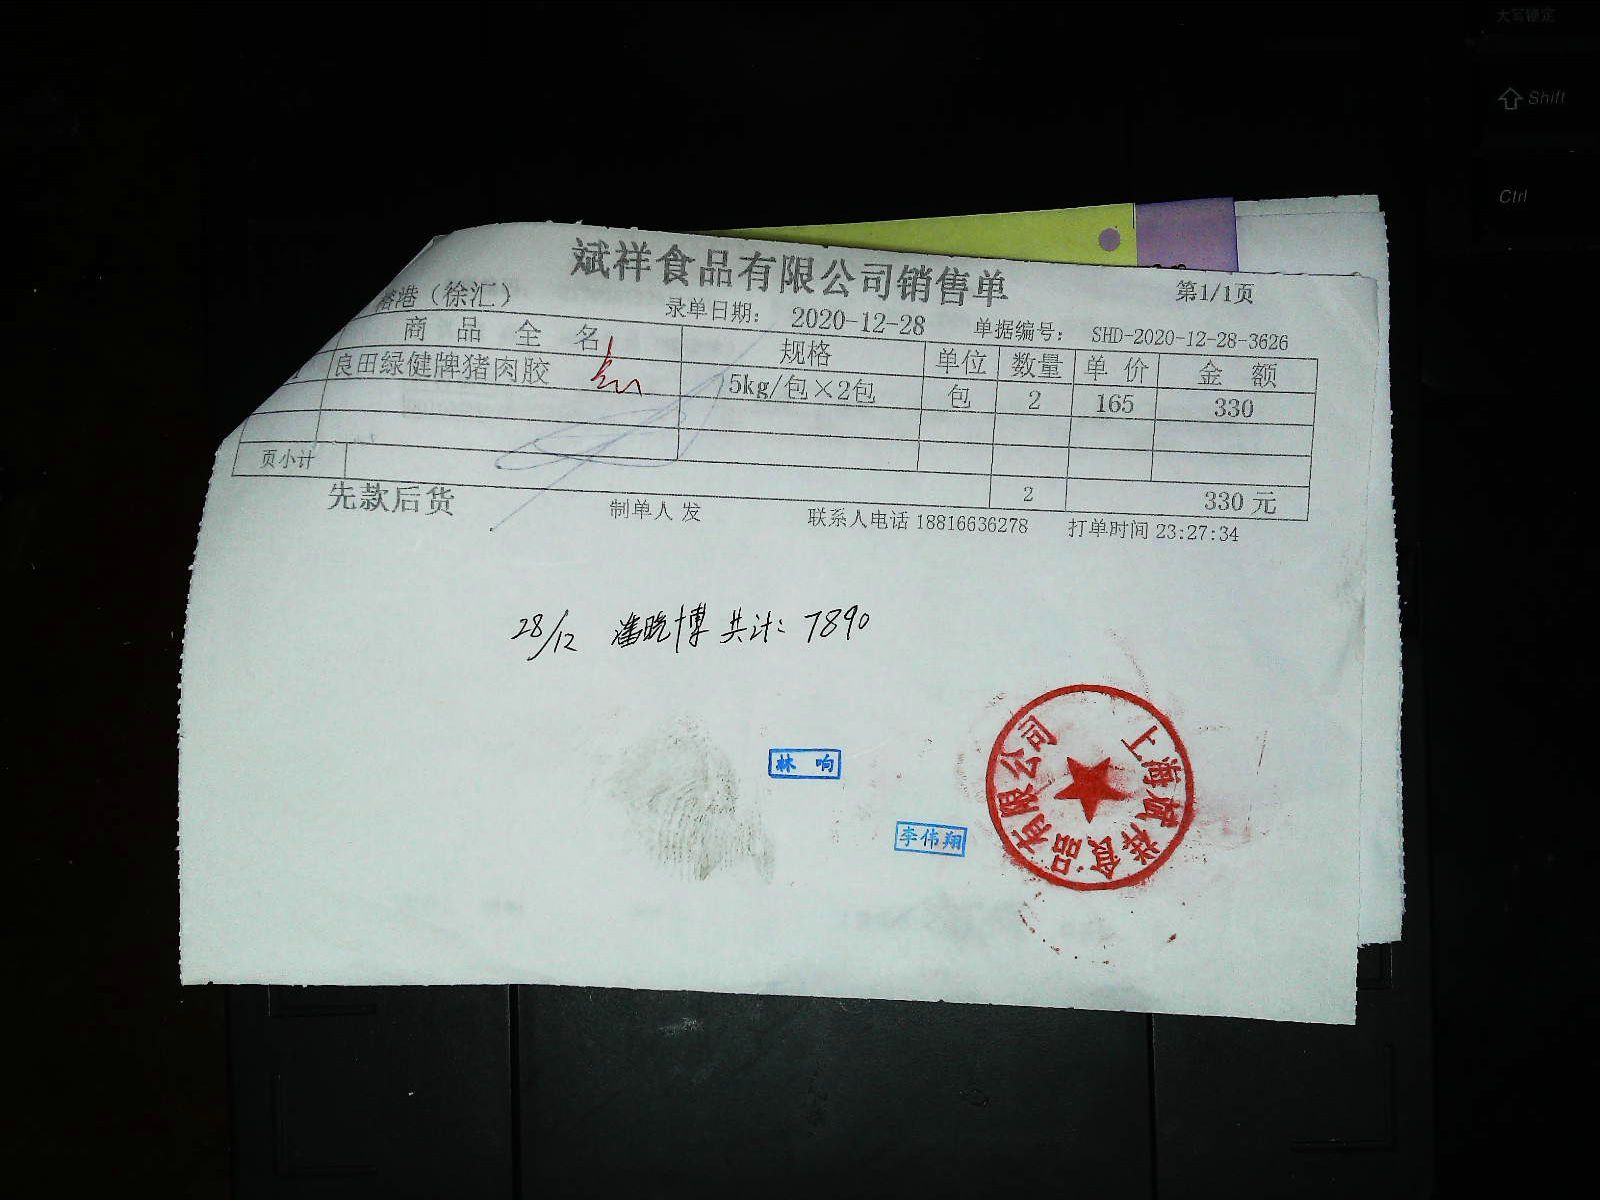 斌祥食品有限公司销售单
第1/1页
港（徐汇） 录单日期： 2020-12-28 单据编号： SHD-2020-12-28-3626
商品全名 规格 单位 数量 单价 金额
良田绿健牌猪肉胶 5kg/包×2包 包 2 165 330
页小计 2 330元
先款后货 制单人 发 联系人电话 18816636278 打单时间 23:27:34
28/12 潘晓博 共计: 7890
林响
李伟翔
上海斌祥食品有限公司
大写锁定
Shift
Ctrl